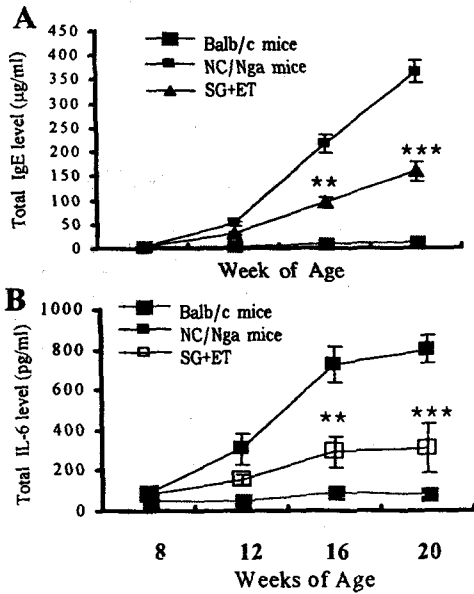 A
Balb/c mice
NC/Nga mice
SG+ET
Total IgE level (μg/ml)
450
400
350
300
250
200
150
100
50
0
**
***
Week of Age
B
Balb/c mice
NC/Nga mice
SG+ET
Total IL-6 level (pg/ml)
1000
800
600
400
200
0
**
***
8 12 16 20
Weeks of Age